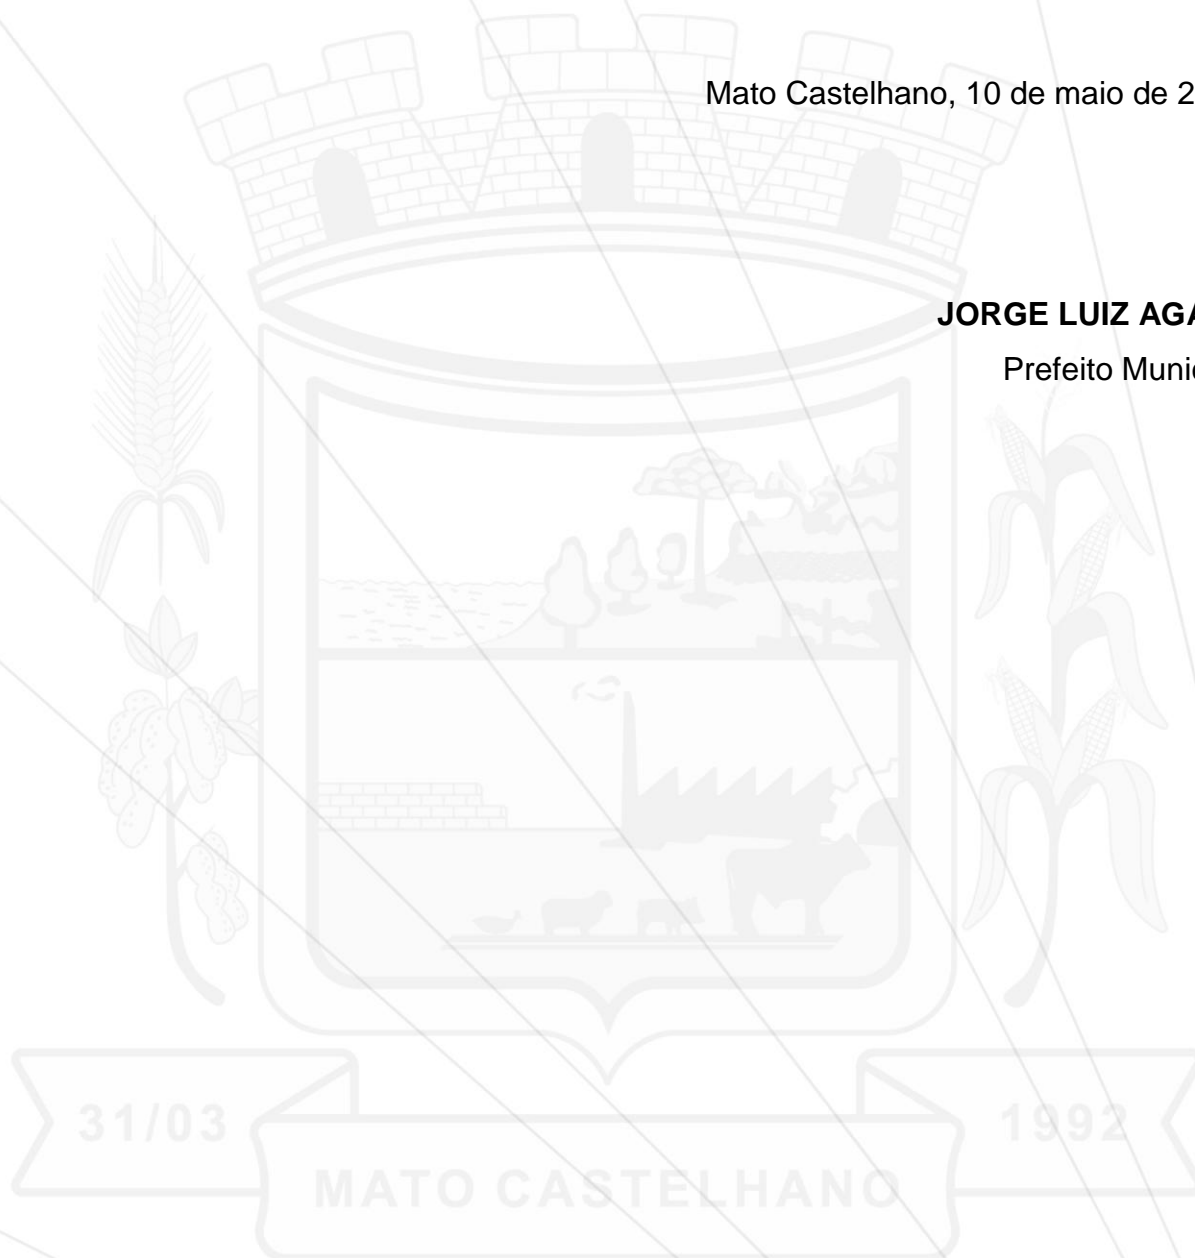 Mato Castelhano, 10 de maio de 2
JORGE LUIZ AGA
Prefeito Munic
31/03
1992
MATO CASTELHANO